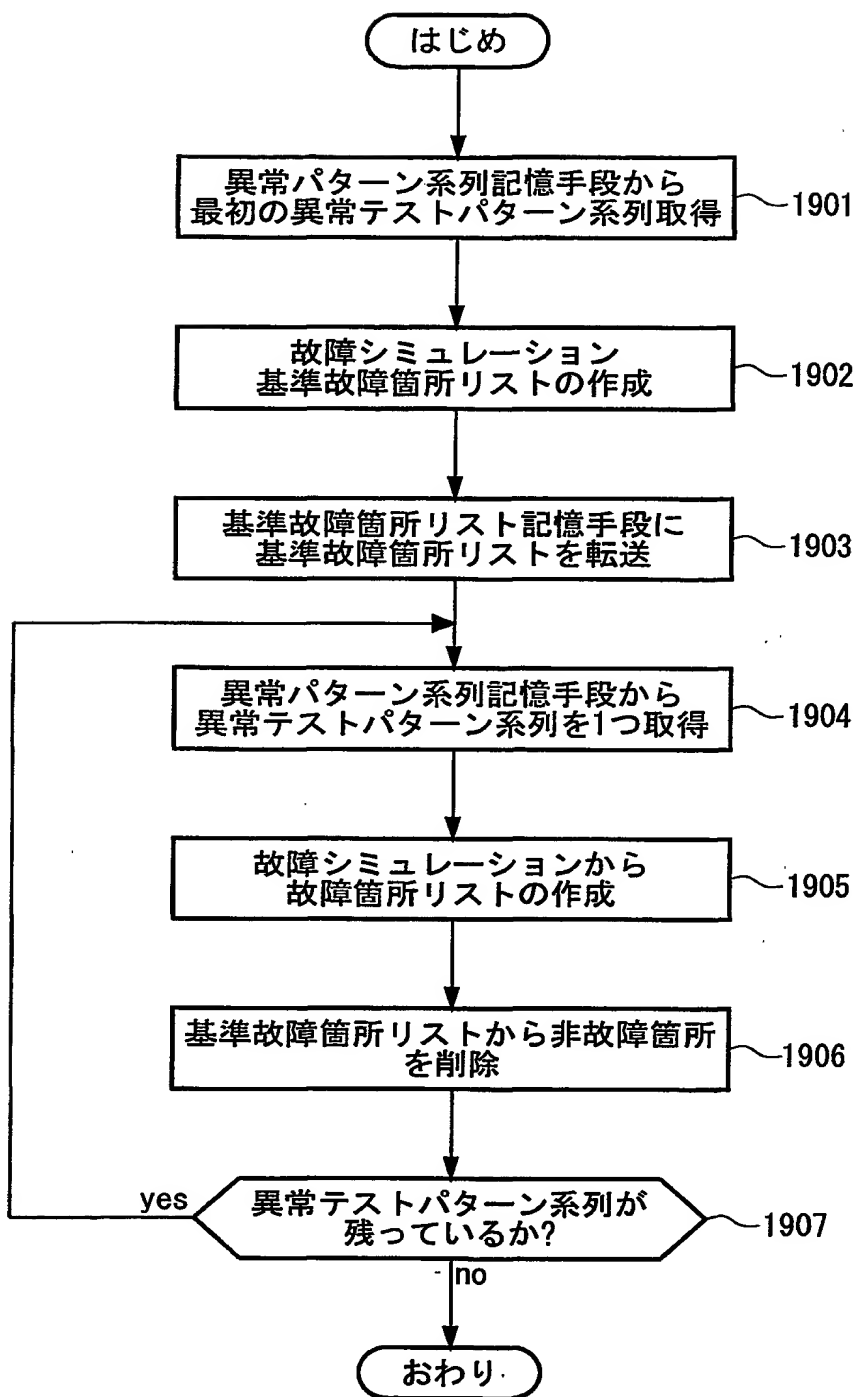 はじめ
異常パターン系列記憶手段から
最初の異常テストパターン系列取得
1901
故障シミュレーション
基準故障箇所リストの作成
1902
基準故障箇所リスト記憶手段に
基準故障箇所リストを転送
1903
異常パターン系列記憶手段から
異常テストパターン系列を1つ取得
1904
故障シミュレーションから
故障箇所リストの作成
1905
基準故障箇所リストから非故障箇所
を削除
1906
yes
異常テストパターン系列が
残っているか?
1907
no
おわり